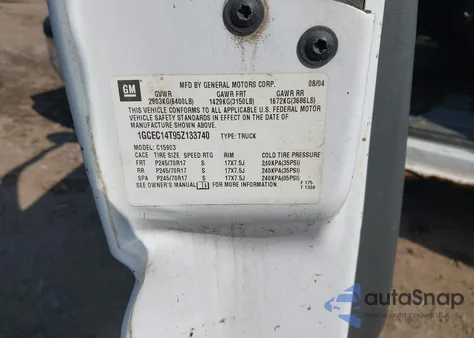 GM
MFD BY GENERAL MOTORS CORP. 08/04
GVWR GAWR FRT GAWR RR
2903KG(6400LB) 1429KG(3150LB) 1672KG(3686LB)
THIS VEHICLE CONFORMS TO ALL APPLICABLE U.S. FEDERAL MOTOR
VEHICLE SAFETY STANDARDS IN EFFECT ON THE DATE OF
MANUFACTURE SHOWN ABOVE.
1GCEC14T95Z133740 TYPE: TRUCK
MODEL: C15903
CAFE TIRE SIZE SPEED RTG RIM COLD TIRE PRESSURE
FRT P245/70R17 S 17X7.5J 240KPA(35PSI)
RR P245/70R17 S 17X7.5J 240KPA(35PSI)
SPA P245/70R17 S 17X7.5J 240KPA(35PSI)
SEE OWNER'S MANUAL FOR MORE INFORMATION.
F 175
T 1339
autoSnap